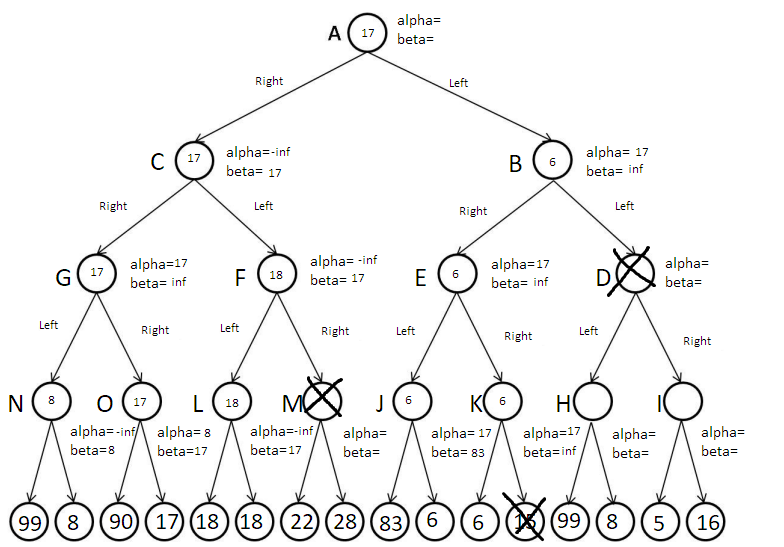 A 17 alpha=
beta=
Right Left
C 17 alpha=-inf
beta= 17
B 6 alpha= 17
beta= inf
Right Left Right Left
G 17 alpha=17
beta= inf
F 18 alpha= -inf
beta= 17
E 6 alpha=17
beta= inf
D alpha=
beta=
Left Right Left Right Left Right Left Right
N 8 O 17 L 18 M J 6 K 6 H I
alpha=-inf
beta=8
alpha= 8
beta=17
alpha=-inf
beta=17
alpha=
beta=
alpha= 17
beta= 83
alpha=17
beta=inf
alpha=
beta=
alpha=
beta=
99 8 90 17 18 18 22 28 83 6 6 15 99 8 5 16